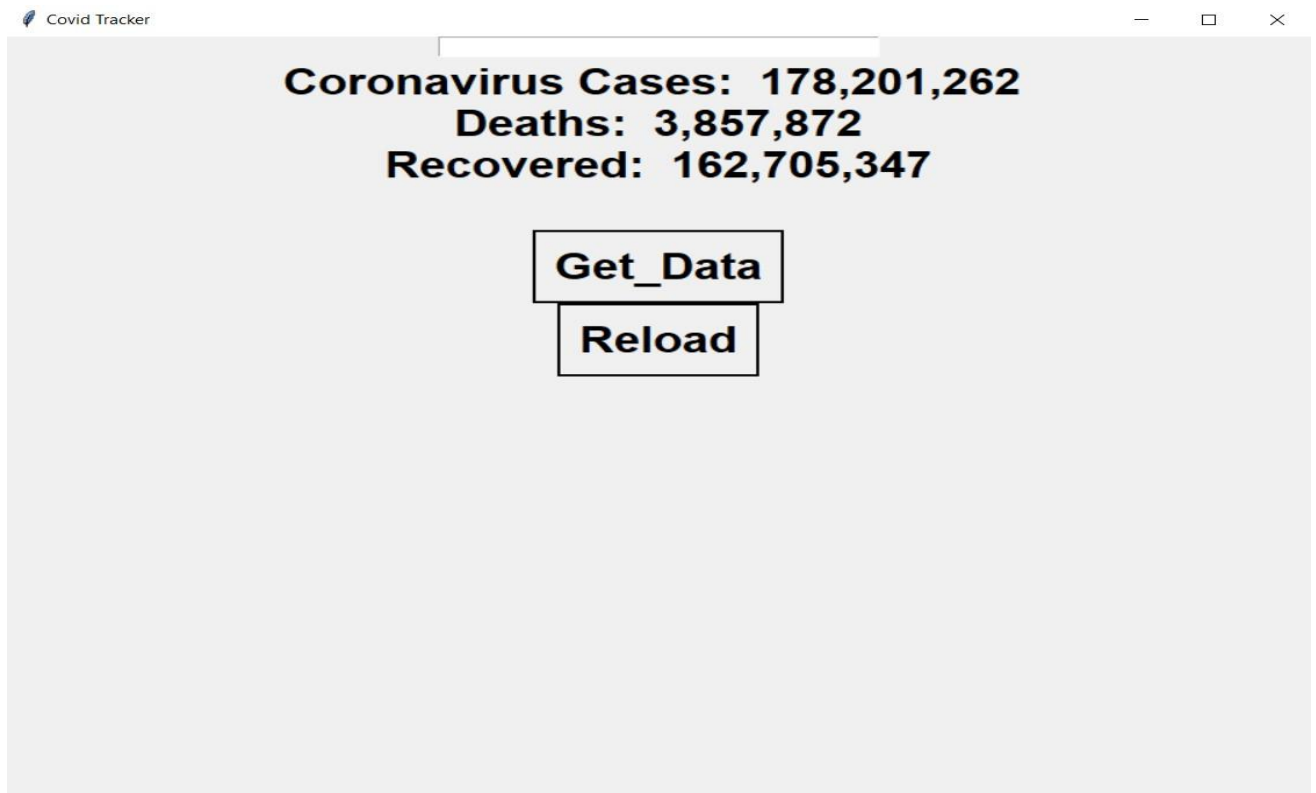 Covid Tracker
Coronavirus Cases: 178,201,262
Deaths: 3,857,872
Recovered: 162,705,347
Get_Data
Reload